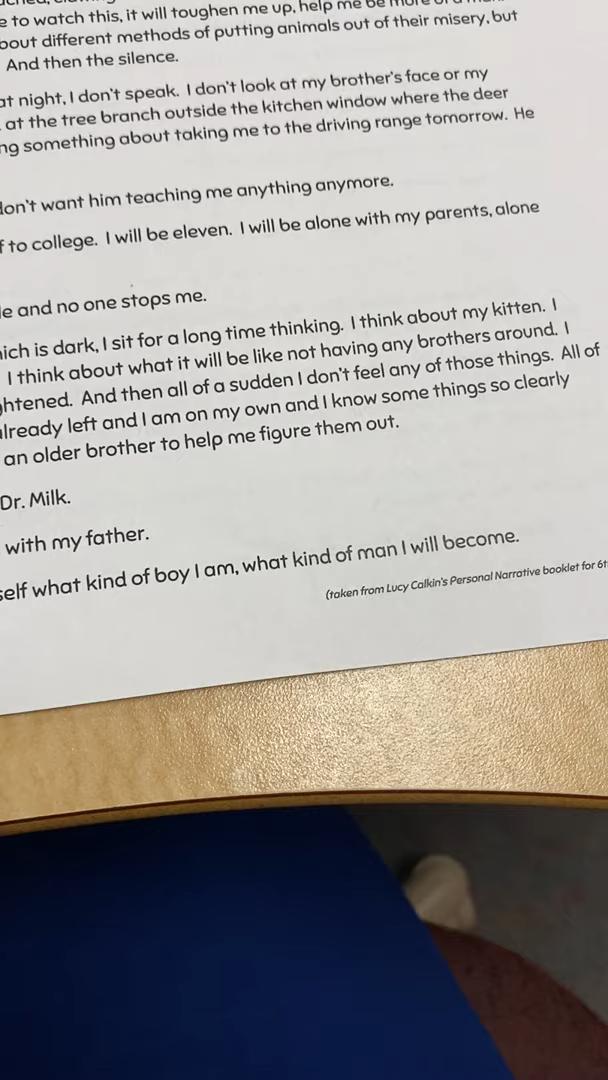 e to watch this, it will toughen me up, help me be more of a man.
bout different methods of putting animals out of their misery, but
And then the silence.
at night, I don't speak. I don't look at my brother's face or my
at the tree branch outside the kitchen window where the deer
ng something about taking me to the driving range tomorrow. He
don't want him teaching me anything anymore.
f to college. I will be eleven. I will be alone with my parents, alone
le and no one stops me.
hich is dark, I sit for a long time thinking. I think about my kitten. I
I think about what it will be like not having any brothers around. I
ghtened. And then all of a sudden I don't feel any of those things. All of
lready left and I am on my own and I know some things so clearly
an older brother to help me figure them out.
Dr. Milk.
with my father.
self what kind of boy I am, what kind of man I will become.
(taken from Lucy Calkin's Personal Narrative booklet for 6t